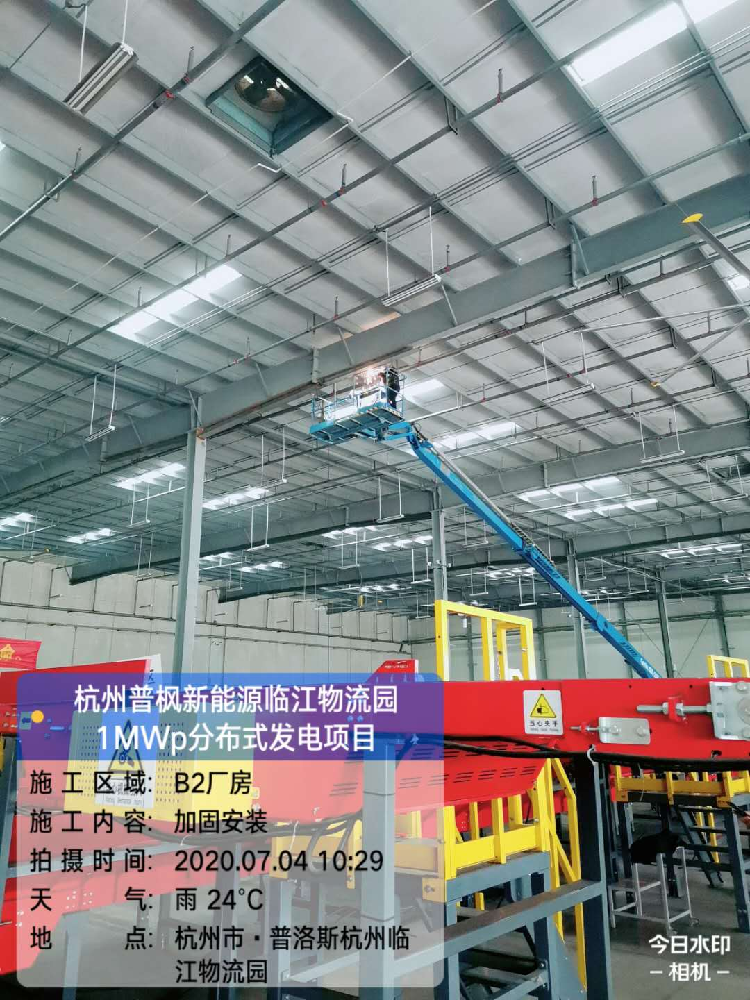 当心夹手
杭州普枫新能源临江物流园
1MWp分布式发电项目
施工区域: B2厂房
施工内容: 加固安装
拍摄时间: 2020.07.04 10:29
天气: 雨 24℃
地点: 杭州市·普洛斯杭州临
江物流园
今日水印
相机